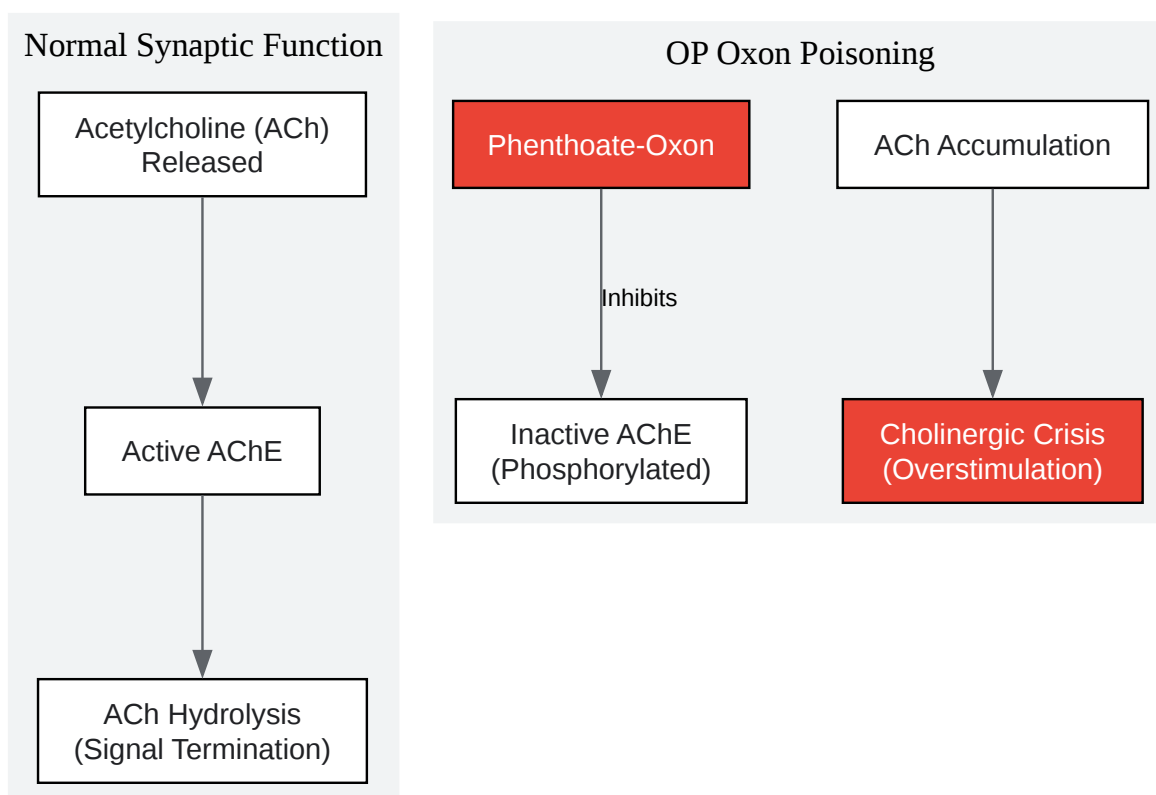 Normal Synaptic Function
Acetylcholine (ACh)
Released
Active AChE
ACh Hydrolysis
(Signal Termination)
OP Oxon Poisoning
Phenthoate-Oxon
Inhibits
Inactive AChE
(Phosphorylated)
ACh Accumulation
Cholinergic Crisis
(Overstimulation)